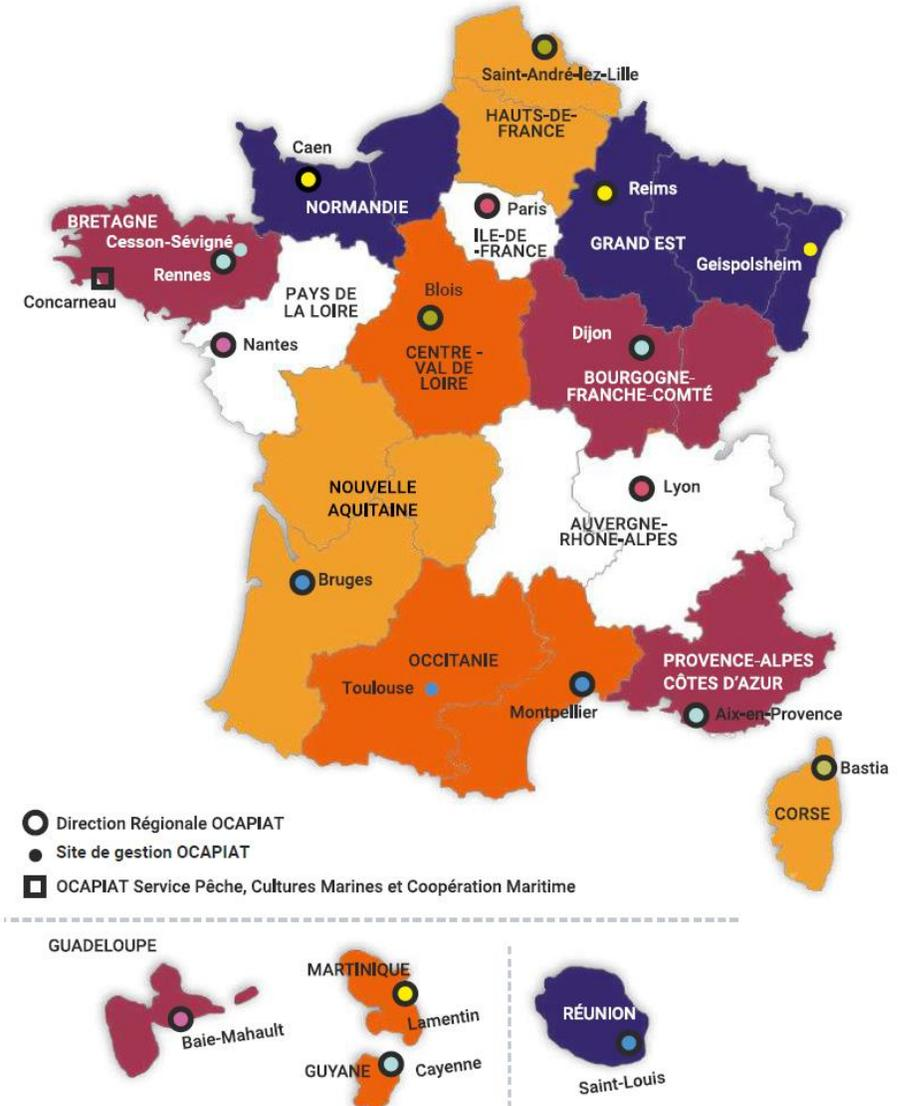 Saint-André-lez-Lille
HAUTS-DE-
FRANCE
Caen
NORMANDIE
Paris
ILE-DE
-FRANCE
Reims
GRAND EST
Geispolsheim
BRETAGNE
Cesson-Sévigné
Rennes
Concarneau
PAYS DE
LA LOIRE
Nantes
Blois
CENTRE -
VAL DE
LOIRE
Dijon
BOURGOGNE-
FRANCHE-COMTÉ
NOUVELLE
AQUITAINE
Bruges
Lyon
AUVERGNE-
RHÔNE-ALPES
OCCITANIE
Toulouse
Montpellier
PROVENCE-ALPES
CÔTES D'AZUR
Aix-en-Provence
Bastia
CORSE
Direction Régionale OCAPIAT
Site de gestion OCAPIAT
OCAPIAT Service Pêche, Cultures Marines et Coopération Maritime
GUADELOUPE
Baie-Mahault
MARTINIQUE
Lamentin
GUYANE
Cayenne
RÉUNION
Saint-Louis